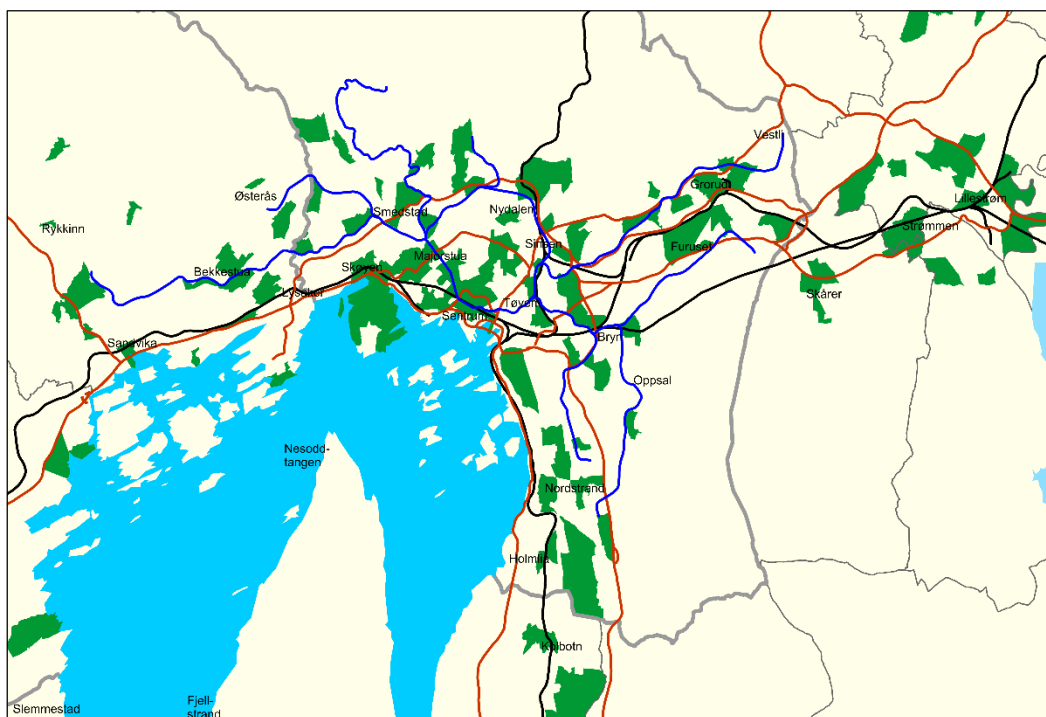 Vestli
Grorud
Østerås
Lillestrøm
Smedstad
Nydalen
Rykkinn
Strømmen
Sinsen
Furuset
Majorstua
Skøyen
Bekkestua
Lysaker
Skårer
Tøyen
Sentrum
Bryn
Sandvika
Oppsal
Nesodd-
tangen
Nordstrand
Holmlia
Kolbotn
Fjell-
strand
Slemmestad